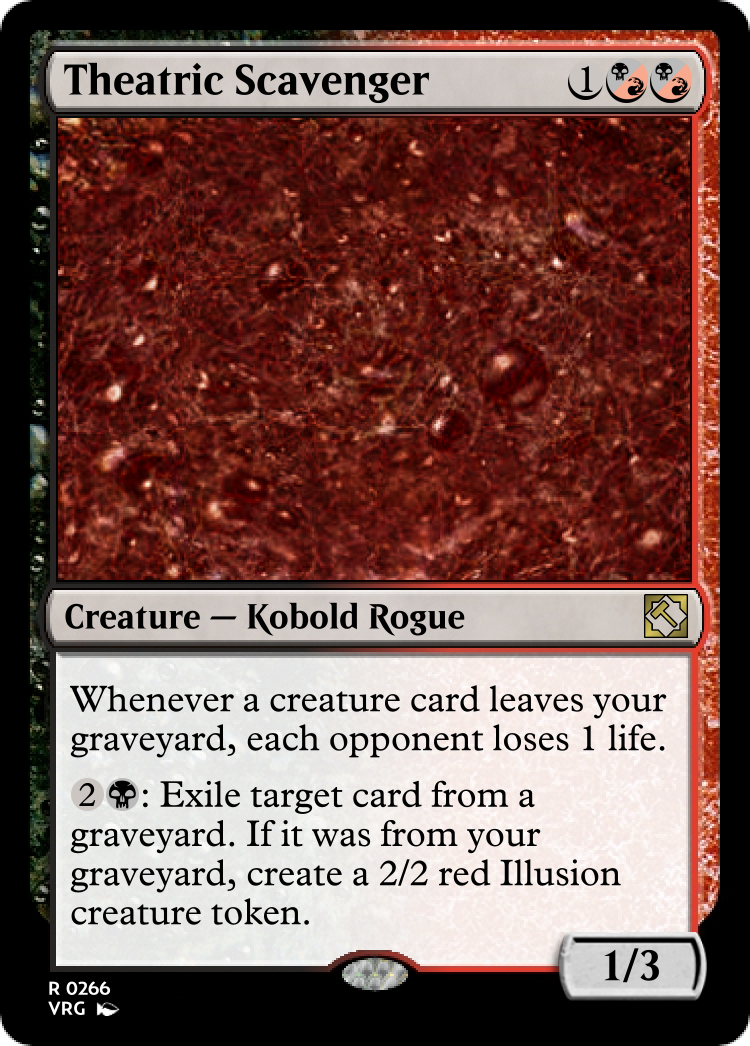 Theatric Scavenger 1
Creature — Kobold Rogue
Whenever a creature card leaves your
graveyard, each opponent loses 1 life.
2 : Exile target card from a
graveyard. If it was from your
graveyard, create a 2/2 red Illusion
creature token.
1/3
R 0266
VRG